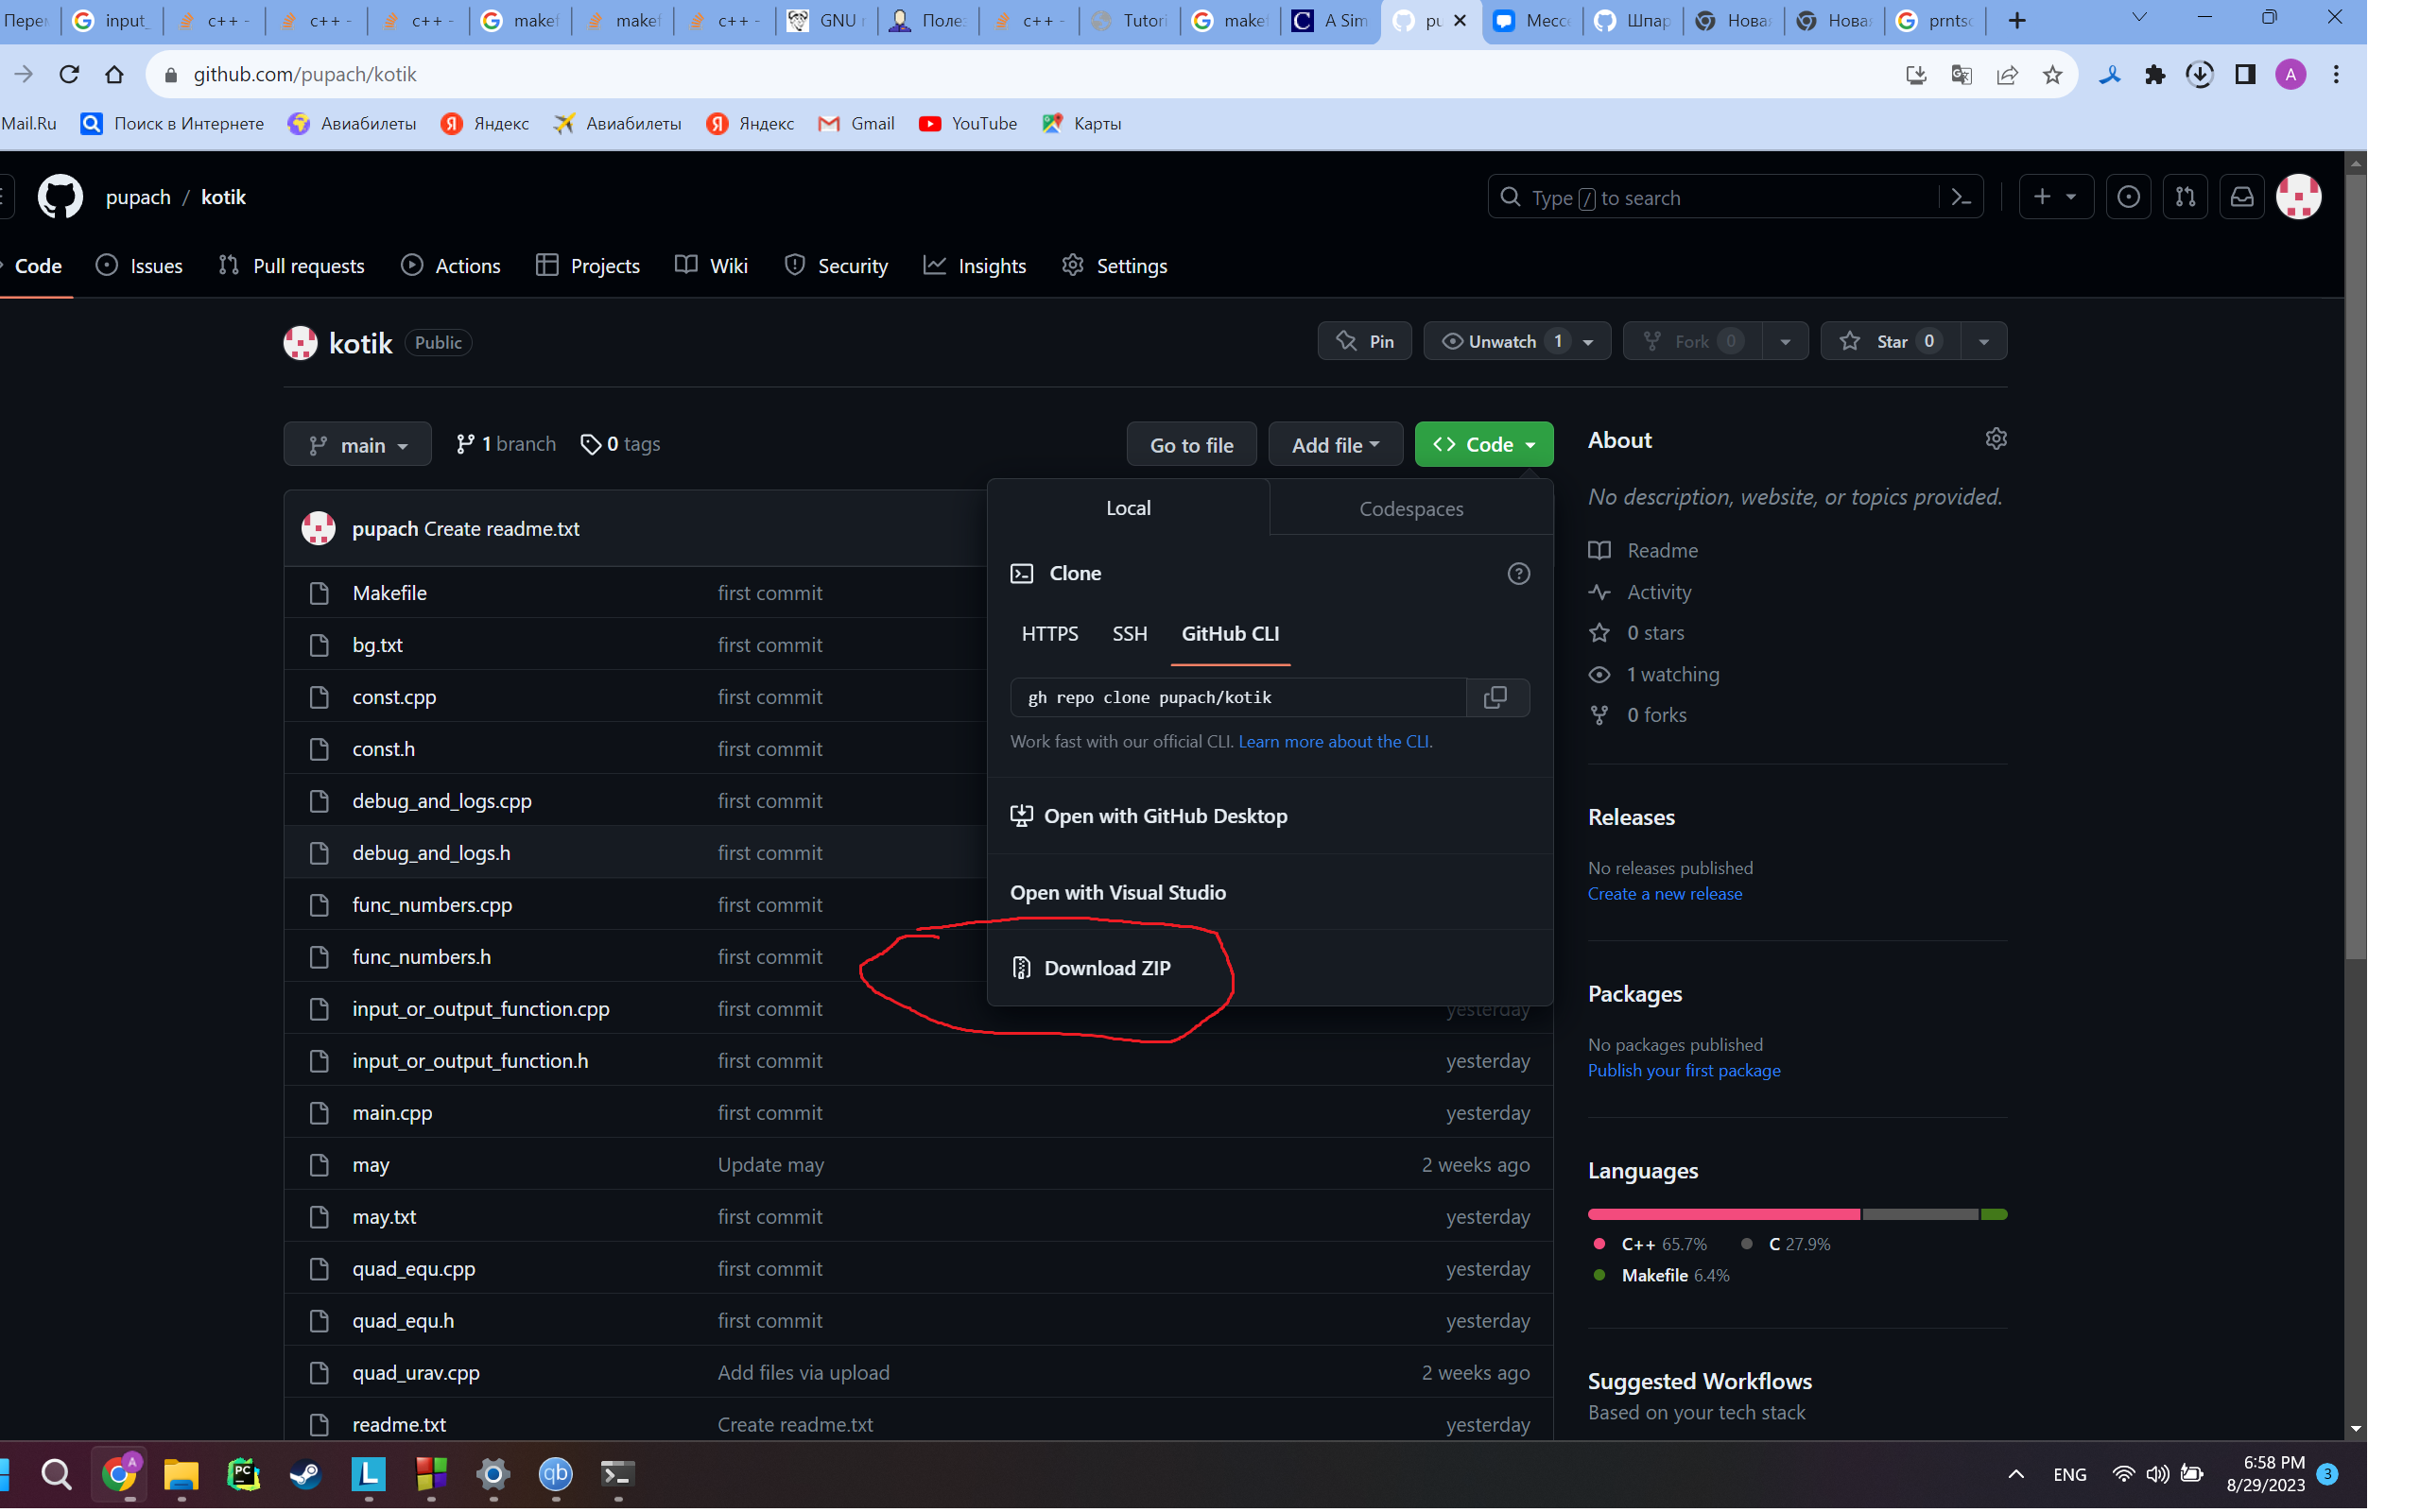 Перем
input_
c++ -
c++ -
c++ -
makef
makef
c++ -
GNU
Поле
c++ -
Tutori
makef
A Sim
pu
Мессе
Шпар
Нова
Нова
prntsc
github.com/pupach/kotik
A
Mail.Ru
Поиск в Интернете
Авиабилеты
Яндекс
Авиабилеты
Яндекс
Gmail
YouTube
Карты
pupach / kotik
Type / to search
Code
Issues
Pull requests
Actions
Projects
Wiki
Security
Insights
Settings
kotik Public
Pin
Unwatch 1
Fork 0
Star 0
main
1 branch
0 tags
Go to file
Add file
Code
pupach Create readme.txt
Makefile first commit
bg.txt first commit
const.cpp first commit
const.h first commit
debug_and_logs.cpp first commit
debug_and_logs.h first commit
func_numbers.cpp first commit
func_numbers.h first commit
input_or_output_function.cpp first commit yesterday
input_or_output_function.h first commit yesterday
main.cpp first commit yesterday
may Update may 2 weeks ago
may.txt first commit yesterday
quad_equ.cpp first commit yesterday
quad_equ.h first commit yesterday
quad_urav.cpp Add files via upload 2 weeks ago
readme.txt Create readme.txt yesterday
Local
Codespaces
Clone
HTTPS SSH GitHub CLI
gh repo clone pupach/kotik
Work fast with our official CLI. Learn more about the CLI.
Open with GitHub Desktop
Open with Visual Studio
Download ZIP
About
No description, website, or topics provided.
Readme
Activity
0 stars
1 watching
0 forks
Releases
No releases published
Create a new release
Packages
No packages published
Publish your first package
Languages
C++ 65.7%
C 27.9%
Makefile 6.4%
Suggested Workflows
Based on your tech stack
A
PC
L
qb
ENG
6:58 PM
8/29/2023
3